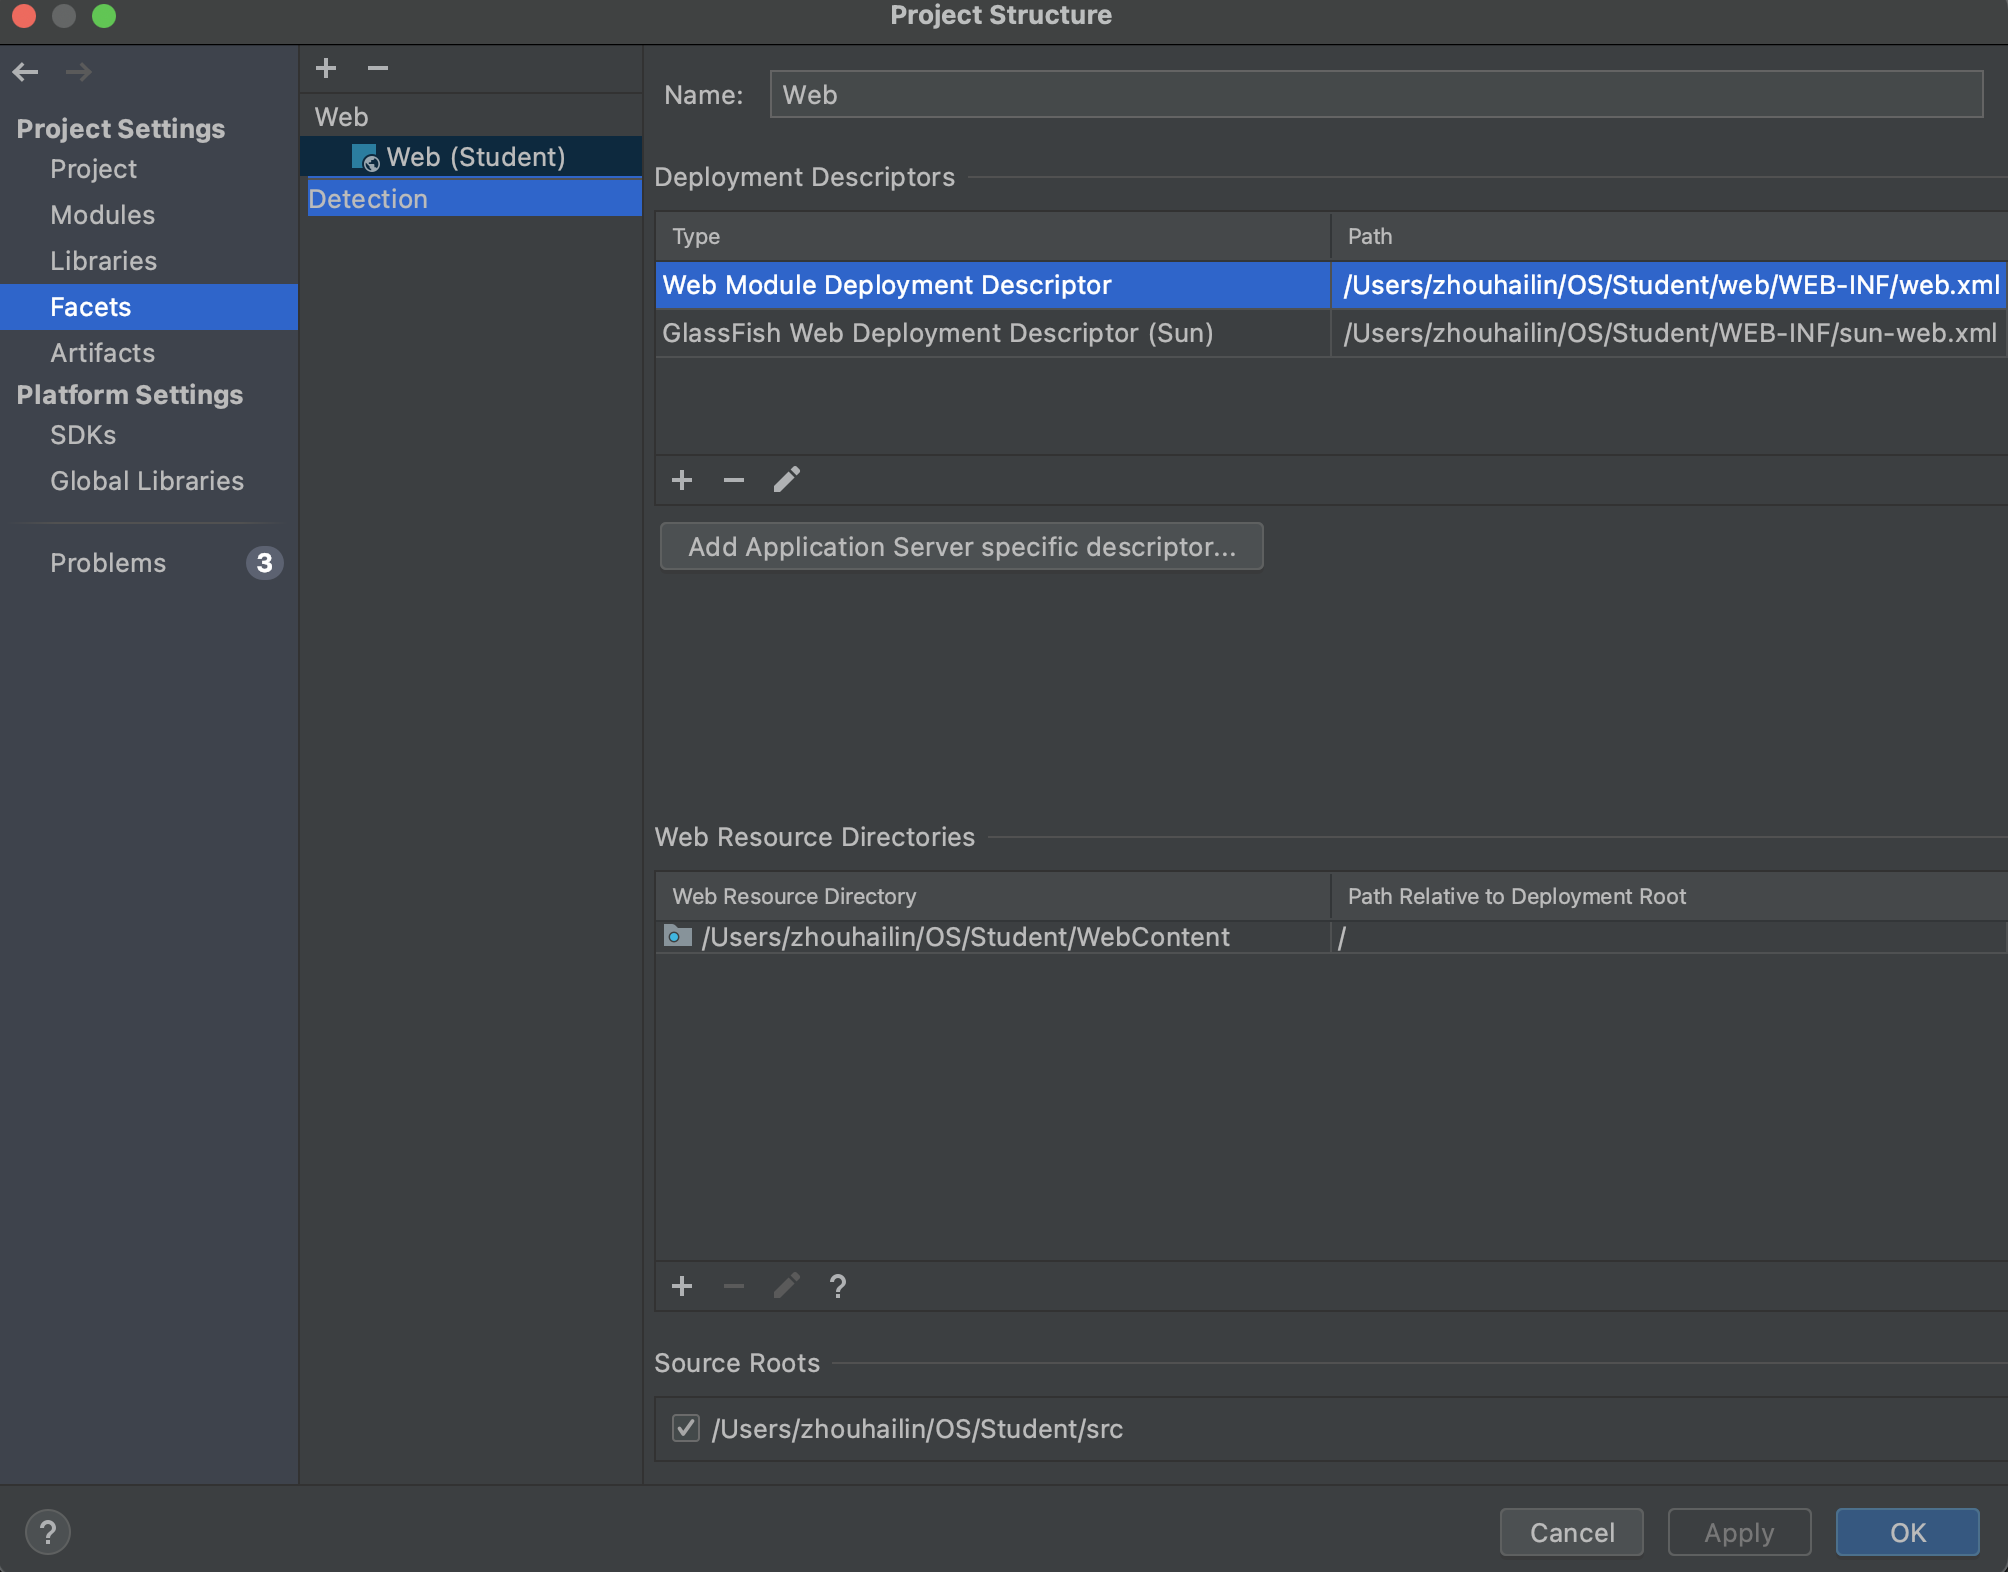 Project Structure
Project Settings
Project
Modules
Libraries
Facets
Artifacts
Platform Settings
SDKs
Global Libraries
Problems 3
Web
Web (Student)
Detection
Name: Web
Deployment Descriptors
Type Path
Web Module Deployment Descriptor /Users/zhouhailin/OS/Student/web/WEB-INF/web.xml
GlassFish Web Deployment Descriptor (Sun) /Users/zhouhailin/OS/Student/WEB-INF/sun-web.xml
Add Application Server specific descriptor...
Web Resource Directories
Web Resource Directory Path Relative to Deployment Root
/Users/zhouhailin/OS/Student/WebContent /
?
Source Roots
/Users/zhouhailin/OS/Student/src
?
Cancel Apply OK